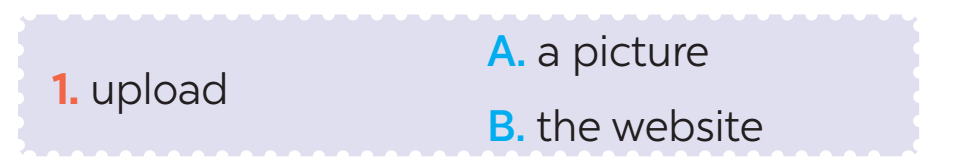 1. upload
A. a picture
B. the website